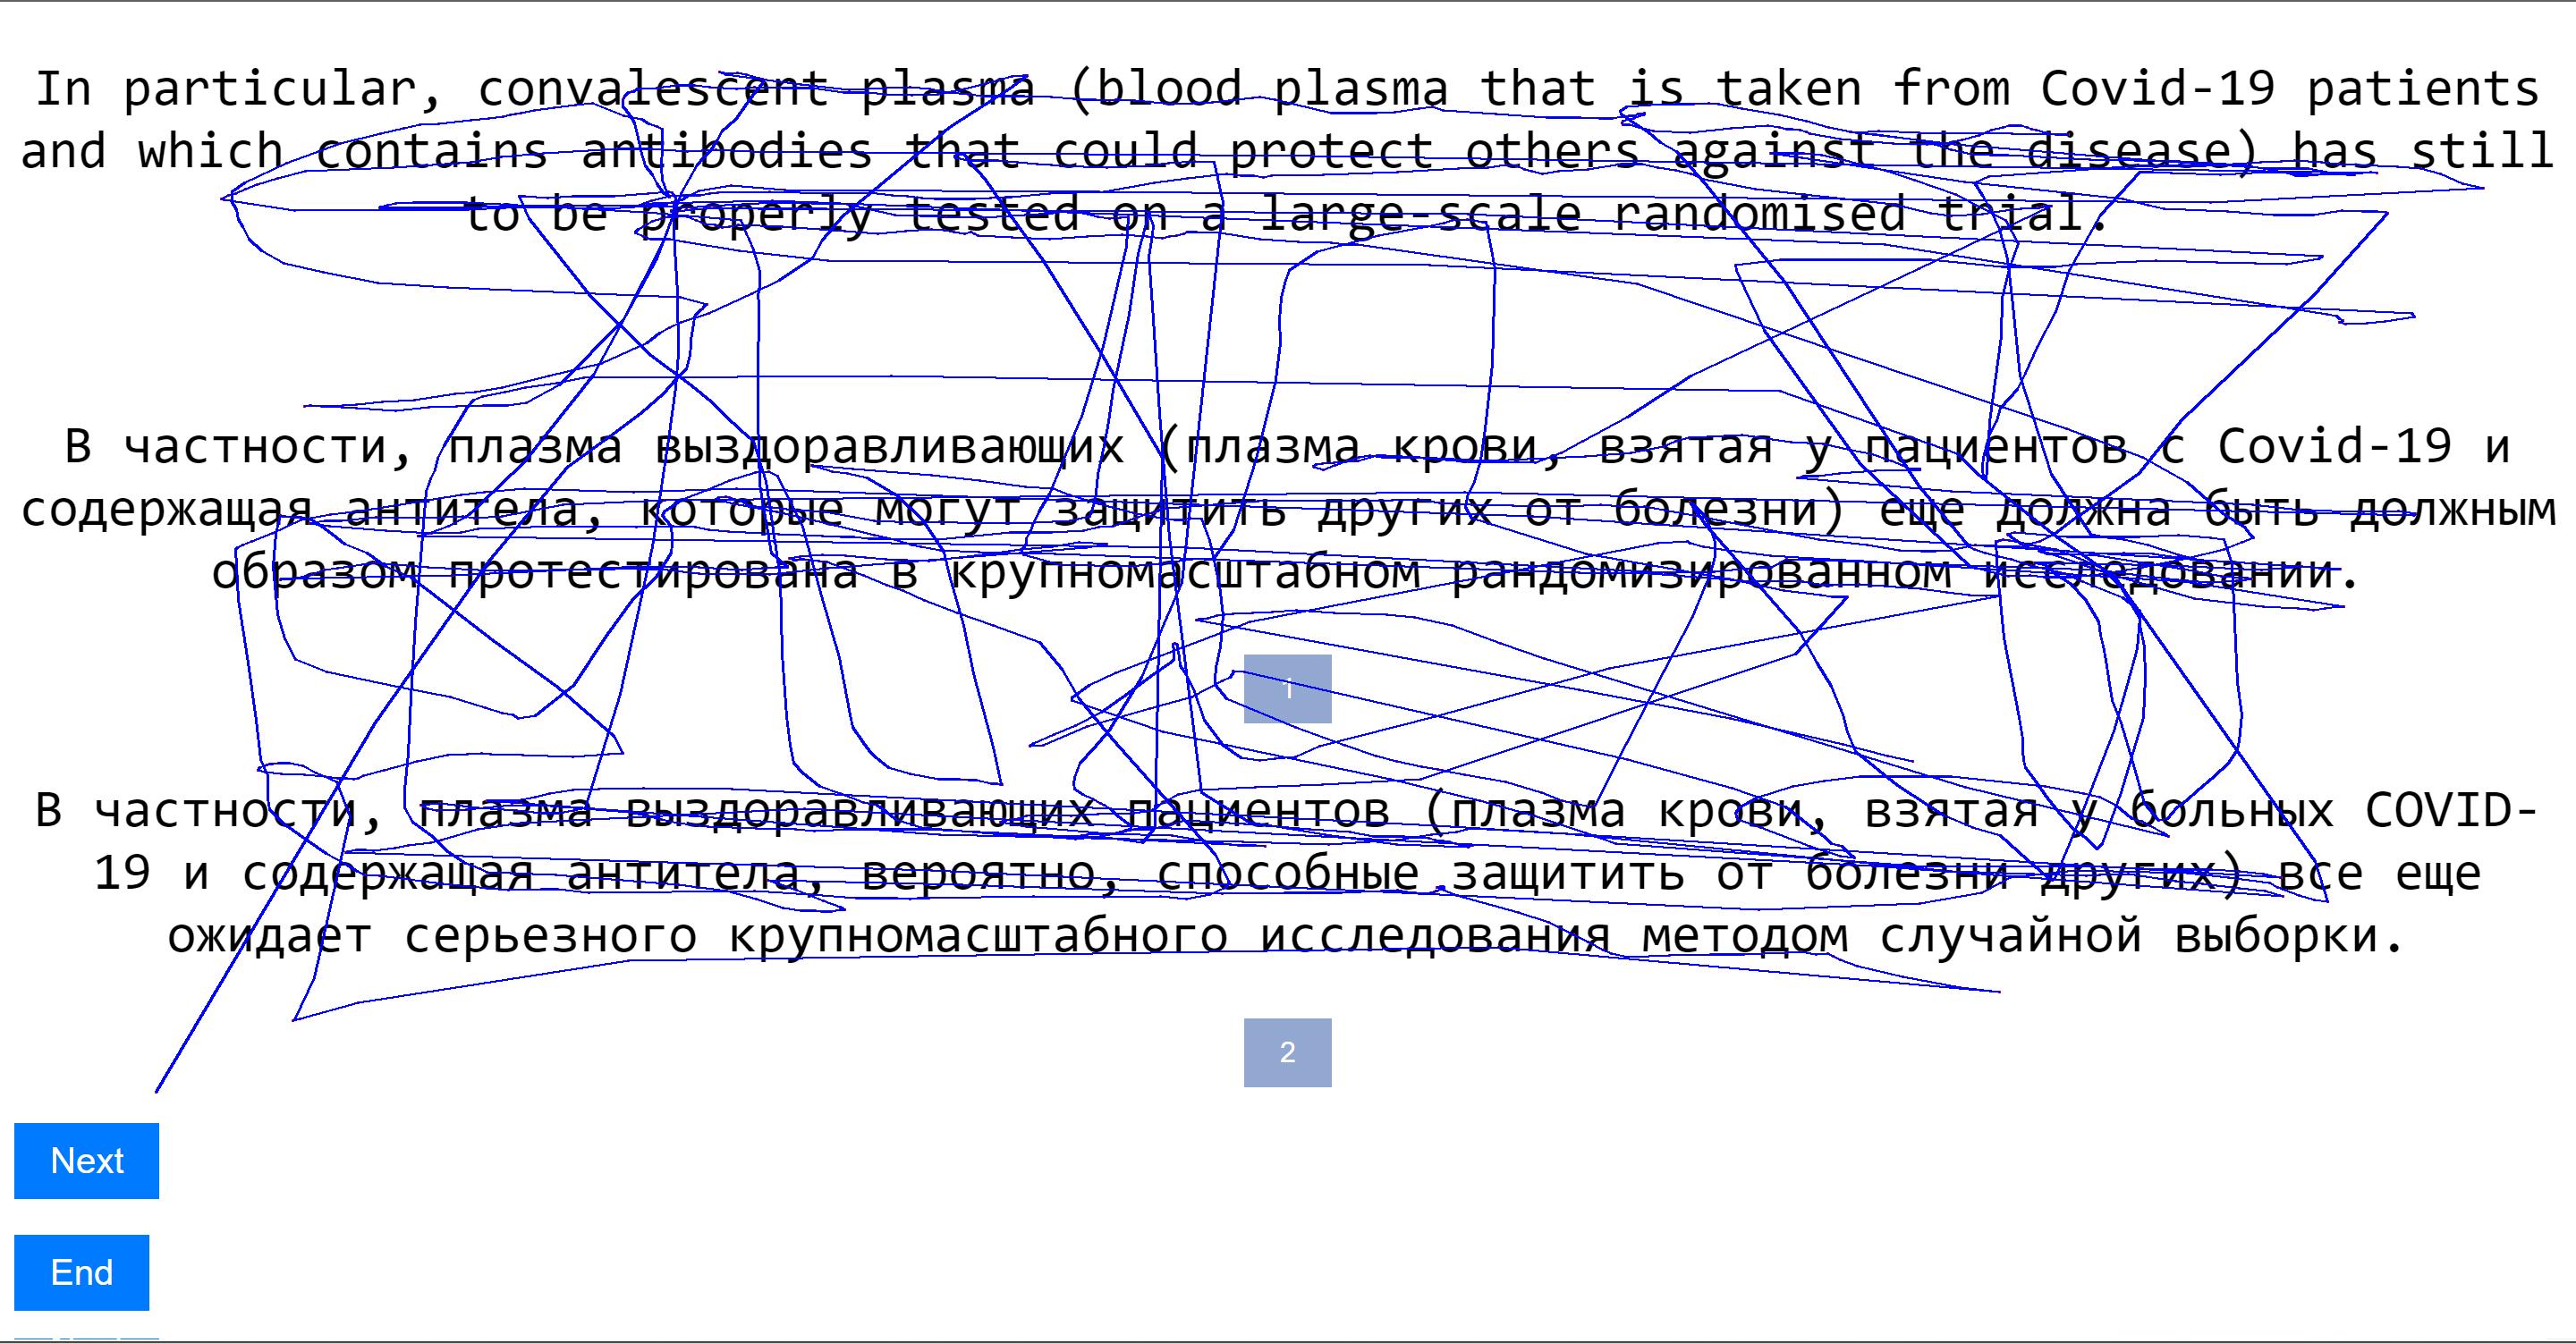 In particular, convalescent plasma (blood plasma that is taken from Covid-19 patients
and which contains antibodies that could protect others against the disease) has still
to be properly tested on a large-scale randomised trial.
В частности, плазма выздоравливающих (плазма крови, взятая у пациентов с Covid-19 и
содержащая антитела, которые могут защитить других от болезни) еще должна быть должным
образом протестирована в крупномасштабном рандомизированном исследовании.
1
В частности, плазма выздоравливающих пациентов (плазма крови, взятая у больных COVID-
19 и содержащая антитела, вероятно, способные защитить от болезни других) все еще
ожидает серьезного крупномасштабного исследования методом случайной выборки.
2
Next
End